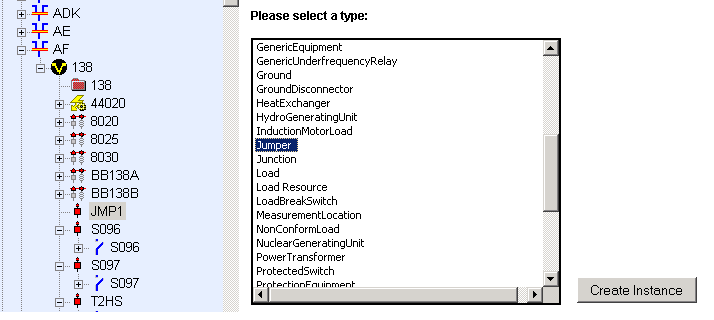 ADK
AE
AF
138
138
44020
8020
8025
8030
BB138A
BB138B
JMP1
S096
S096
S097
S097
T2HS
Please select a type:
GenericEquipment
GenericUnderfrequencyRelay
Ground
GroundDisconnector
HeatExchanger
HydroGeneratingUnit
InductionMotorLoad
Jumper
Junction
Load
Load Resource
LoadBreakSwitch
MeasurementLocation
NonConformLoad
NuclearGeneratingUnit
PowerTransformer
ProtectedSwitch
ProtectionEquipment
Create Instance